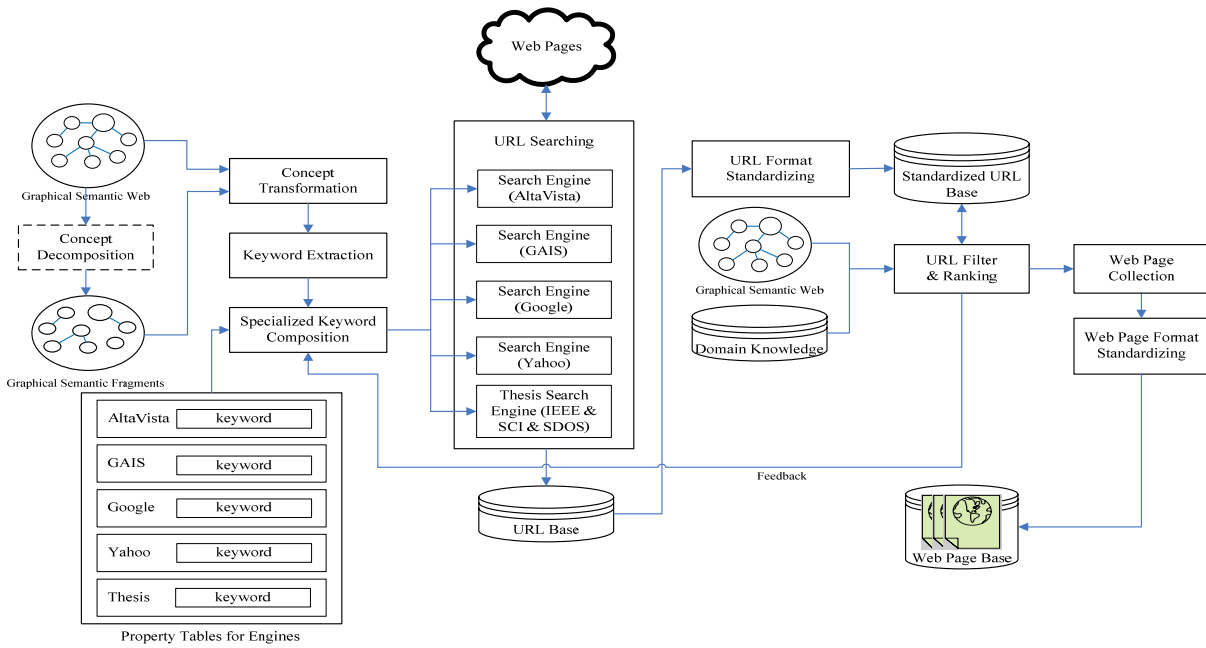 Web Pages
Graphical Semantic Web
Concept
Decomposition
Graphical Semantic Fragments
Concept
Transformation
Keyword Extraction
Specialized Keyword
Composition
AltaVista
keyword
GAIS
keyword
Google
keyword
Yahoo
keyword
Thesis
keyword
Property Tables for Engines
URL Searching
Search Engine
(AltaVista)
Search Engine
(GAIS)
Search Engine
(Google)
Search Engine
(Yahoo)
Thesis Search
Engine (IEEE &
SCI & SDOS)
URL Base
URL Format
Standardizing
Standardized URL
Base
Graphical Semantic Web
Domain Knowledge
URL Filter
& Ranking
Web Page
Collection
Web Page Format
Standardizing
Feedback
Web Page Base